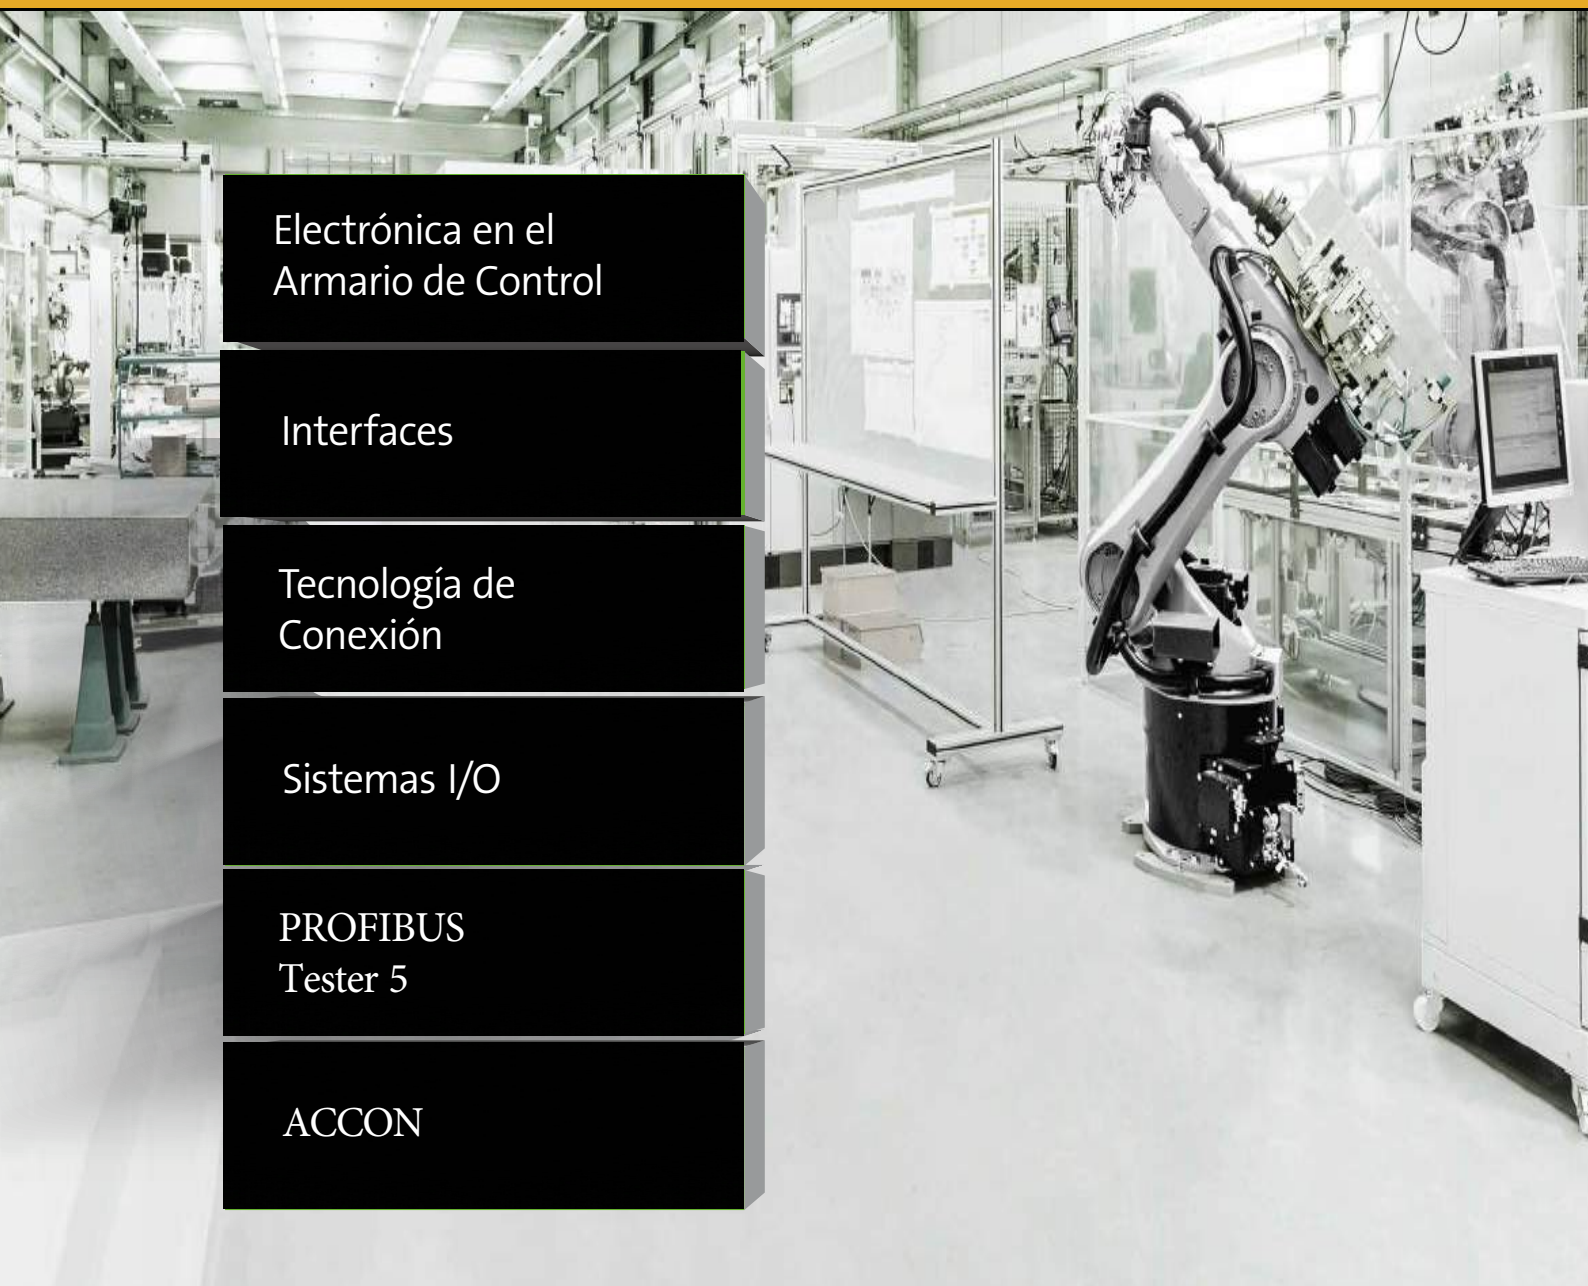 Electrónica en el
Armario de Control
Interfaces
Tecnología de
Conexión
Sistemas I/O
PROFIBUS
Tester 5
ACCON